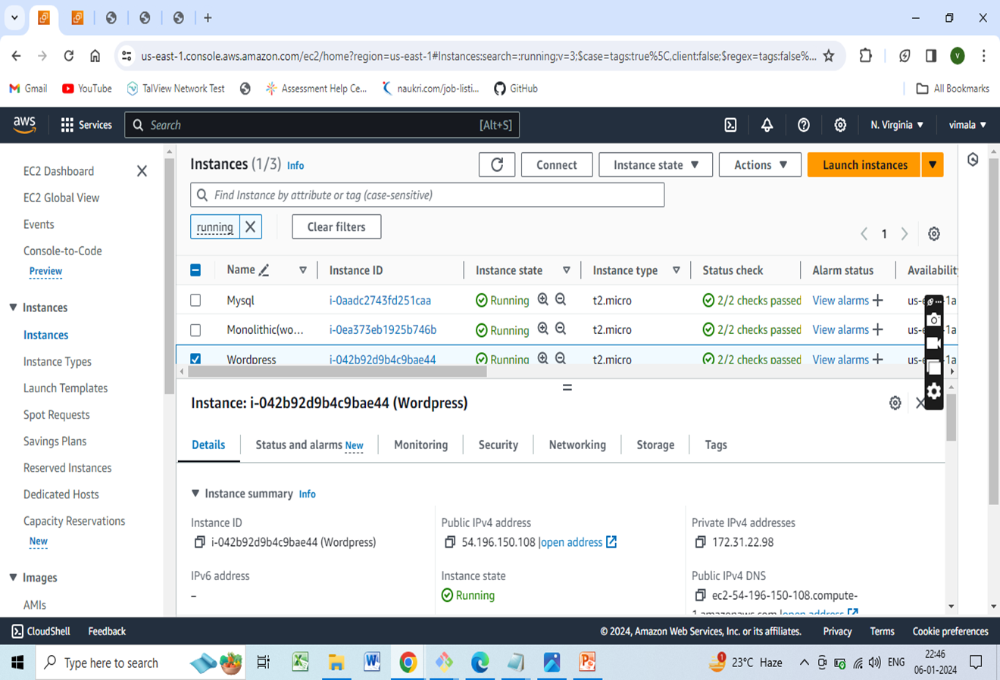 us-east-1.console.aws.amazon.com/ec2/home?region=us-east-1#Instances:search=:running;v=3;$case=tags:true%5C,client:false;$regex=tags:false%...
V
Gmail YouTube TalView Network Test Assessment Help Ce... naukri.com/job-listi... GitHub All Bookmarks
aws Services Search [Alt+S] N. Virginia ▼ vimala ▼
EC2 Dashboard
EC2 Global View
Events
Console-to-Code
Preview
Instances
Instances
Instance Types
Launch Templates
Spot Requests
Savings Plans
Reserved Instances
Dedicated Hosts
Capacity Reservations
New
Images
AMIs
Instances (1/3) Info Connect Instance state ▼ Actions ▼ Launch instances ▼
Find Instance by attribute or tag (case-sensitive)
running Clear filters
1
Name Instance ID Instance state Instance type Status check Alarm status Availability
Mysql i-0aadc2743fd251caa Running t2.micro 2/2 checks passed View alarms + us-e -1a
Monolithic(wo... i-0ea373eb1925b746b Running t2.micro 2/2 checks passed View alarms + us-e -1a
Wordpress i-042b92d9b4c9bae44 Running t2.micro 2/2 checks passed View alarms + us-e -1a
Instance: i-042b92d9b4c9bae44 (Wordpress)
Details Status and alarms New Monitoring Security Networking Storage Tags
▼ Instance summary Info
Instance ID Public IPv4 address Private IPv4 addresses
i-042b92d9b4c9bae44 (Wordpress) 54.196.150.108 |open address 172.31.22.98
IPv6 address Instance state Public IPv4 DNS
– Running ec2-54-196-150-108.compute-
1.amazonaws.com |open address
CloudShell Feedback © 2024, Amazon Web Services, Inc. or its affiliates. Privacy Terms Cookie preferences
Type here to search 1 23°C Haze ENG 22:46
06-01-2024